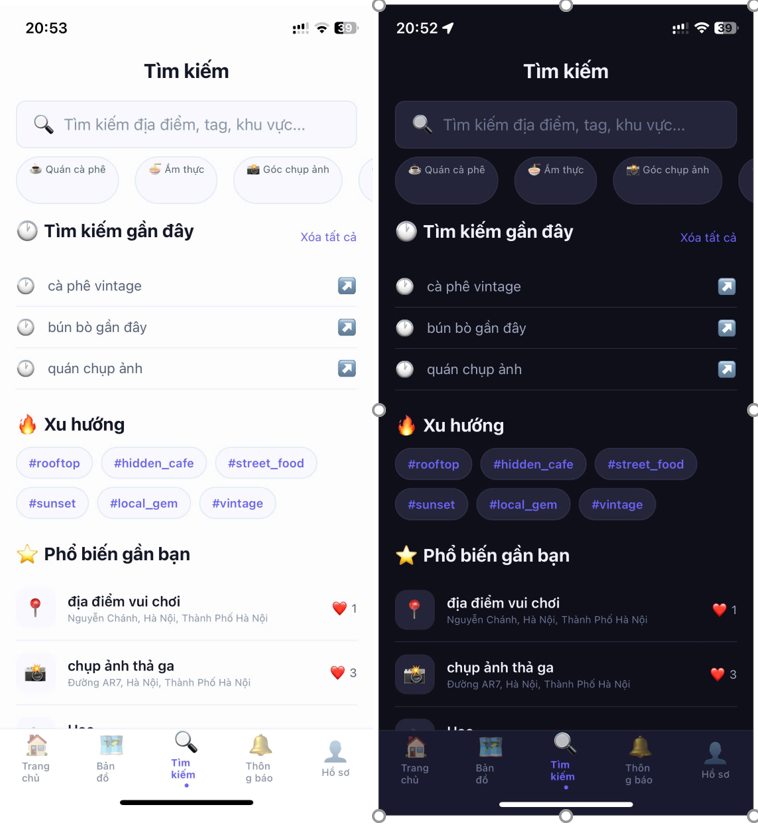 20:53
39
Tìm kiếm
Tìm kiếm địa điểm, tag, khu vực...
Quán cà phê
Ẩm thực
Góc chụp ảnh
Tìm kiếm gần đây
Xóa tất cả
cà phê vintage
bún bò gần đây
quán chụp ảnh
Xu hướng
#rooftop #hidden_cafe #street_food
#sunset #local_gem #vintage
Phổ biến gần bạn
địa điểm vui chơi
Nguyễn Chánh, Hà Nội, Thành Phố Hà Nội
1
chụp ảnh thả ga
Đường AR7, Hà Nội, Thành Phố Hà Nội
3
Trang
chủ
Bản
đồ
Tìm
kiếm
Thôn
g báo
Hồ sơ
20:52
39
Tìm kiếm
Tìm kiếm địa điểm, tag, khu vực...
Quán cà phê
Ẩm thực
Góc chụp ảnh
Tìm kiếm gần đây
Xóa tất cả
cà phê vintage
bún bò gần đây
quán chụp ảnh
Xu hướng
#rooftop #hidden_cafe #street_food
#sunset #local_gem #vintage
Phổ biến gần bạn
địa điểm vui chơi
Nguyễn Chánh, Hà Nội, Thành Phố Hà Nội
1
chụp ảnh thả ga
Đường AR7, Hà Nội, Thành Phố Hà Nội
3
Trang
chủ
Bản
đồ
Tìm
kiếm
Thôn
g báo
Hồ sơ